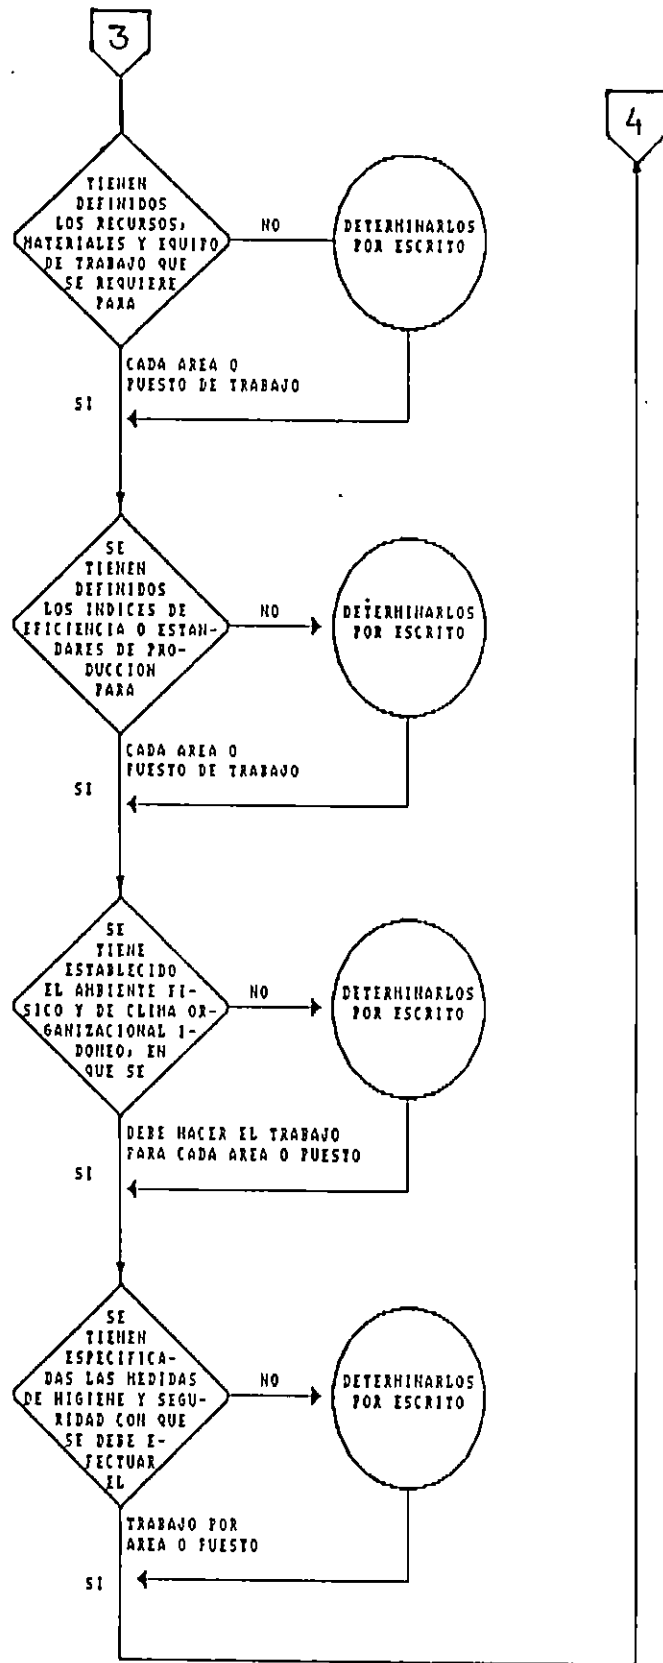 3
4
TIENEN
DEFINIDOS
LOS RECURSOS,
MATERIALES Y EQUIPO
DE TRABAJO QUE
SE REQUIERE
PARA
NO
DETERMINARLOS
POR ESCRITO
CADA AREA O
PUESTO DE TRABAJO
SI
SE
TIENEN
DEFINIDOS
LOS INDICES DE
EFICIENCIA O ESTAN-
DARES DE PRO-
DUCCION
PARA
NO
DETERMINARLOS
POR ESCRITO
CADA AREA O
PUESTO DE TRABAJO
SI
SE
TIENE
ESTABLECIDO
EL AMBIENTE FI-
SICO Y DE CLIMA OR-
GANIZACIONAL I-
DONEO, EN
QUE SE
NO
DETERMINARLOS
POR ESCRITO
DEBE HACER EL TRABAJO
PARA CADA AREA O PUESTO
SI
SE
TIENEN
ESPECIFICA-
DAS LAS MEDIDAS
DE HIGIENE Y SEGU-
RIDAD CON QUE
SE DEBE E-
FECTUAR
EL
NO
DETERMINARLOS
POR ESCRITO
TRABAJO POR
AREA O PUESTO
SI